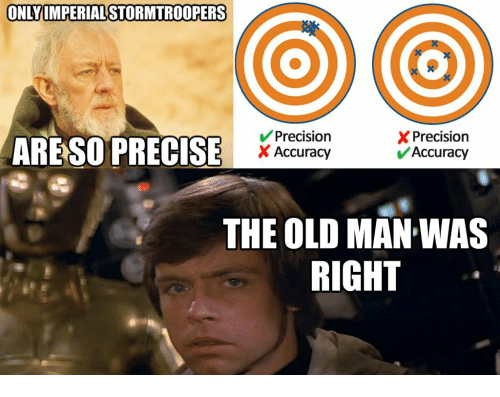 ONLY IMPERIAL STORMTROOPERS
ARE SO PRECISE
✓ Precision
✗ Accuracy
✗ Precision
✓ Accuracy
THE OLD MAN WAS
RIGHT